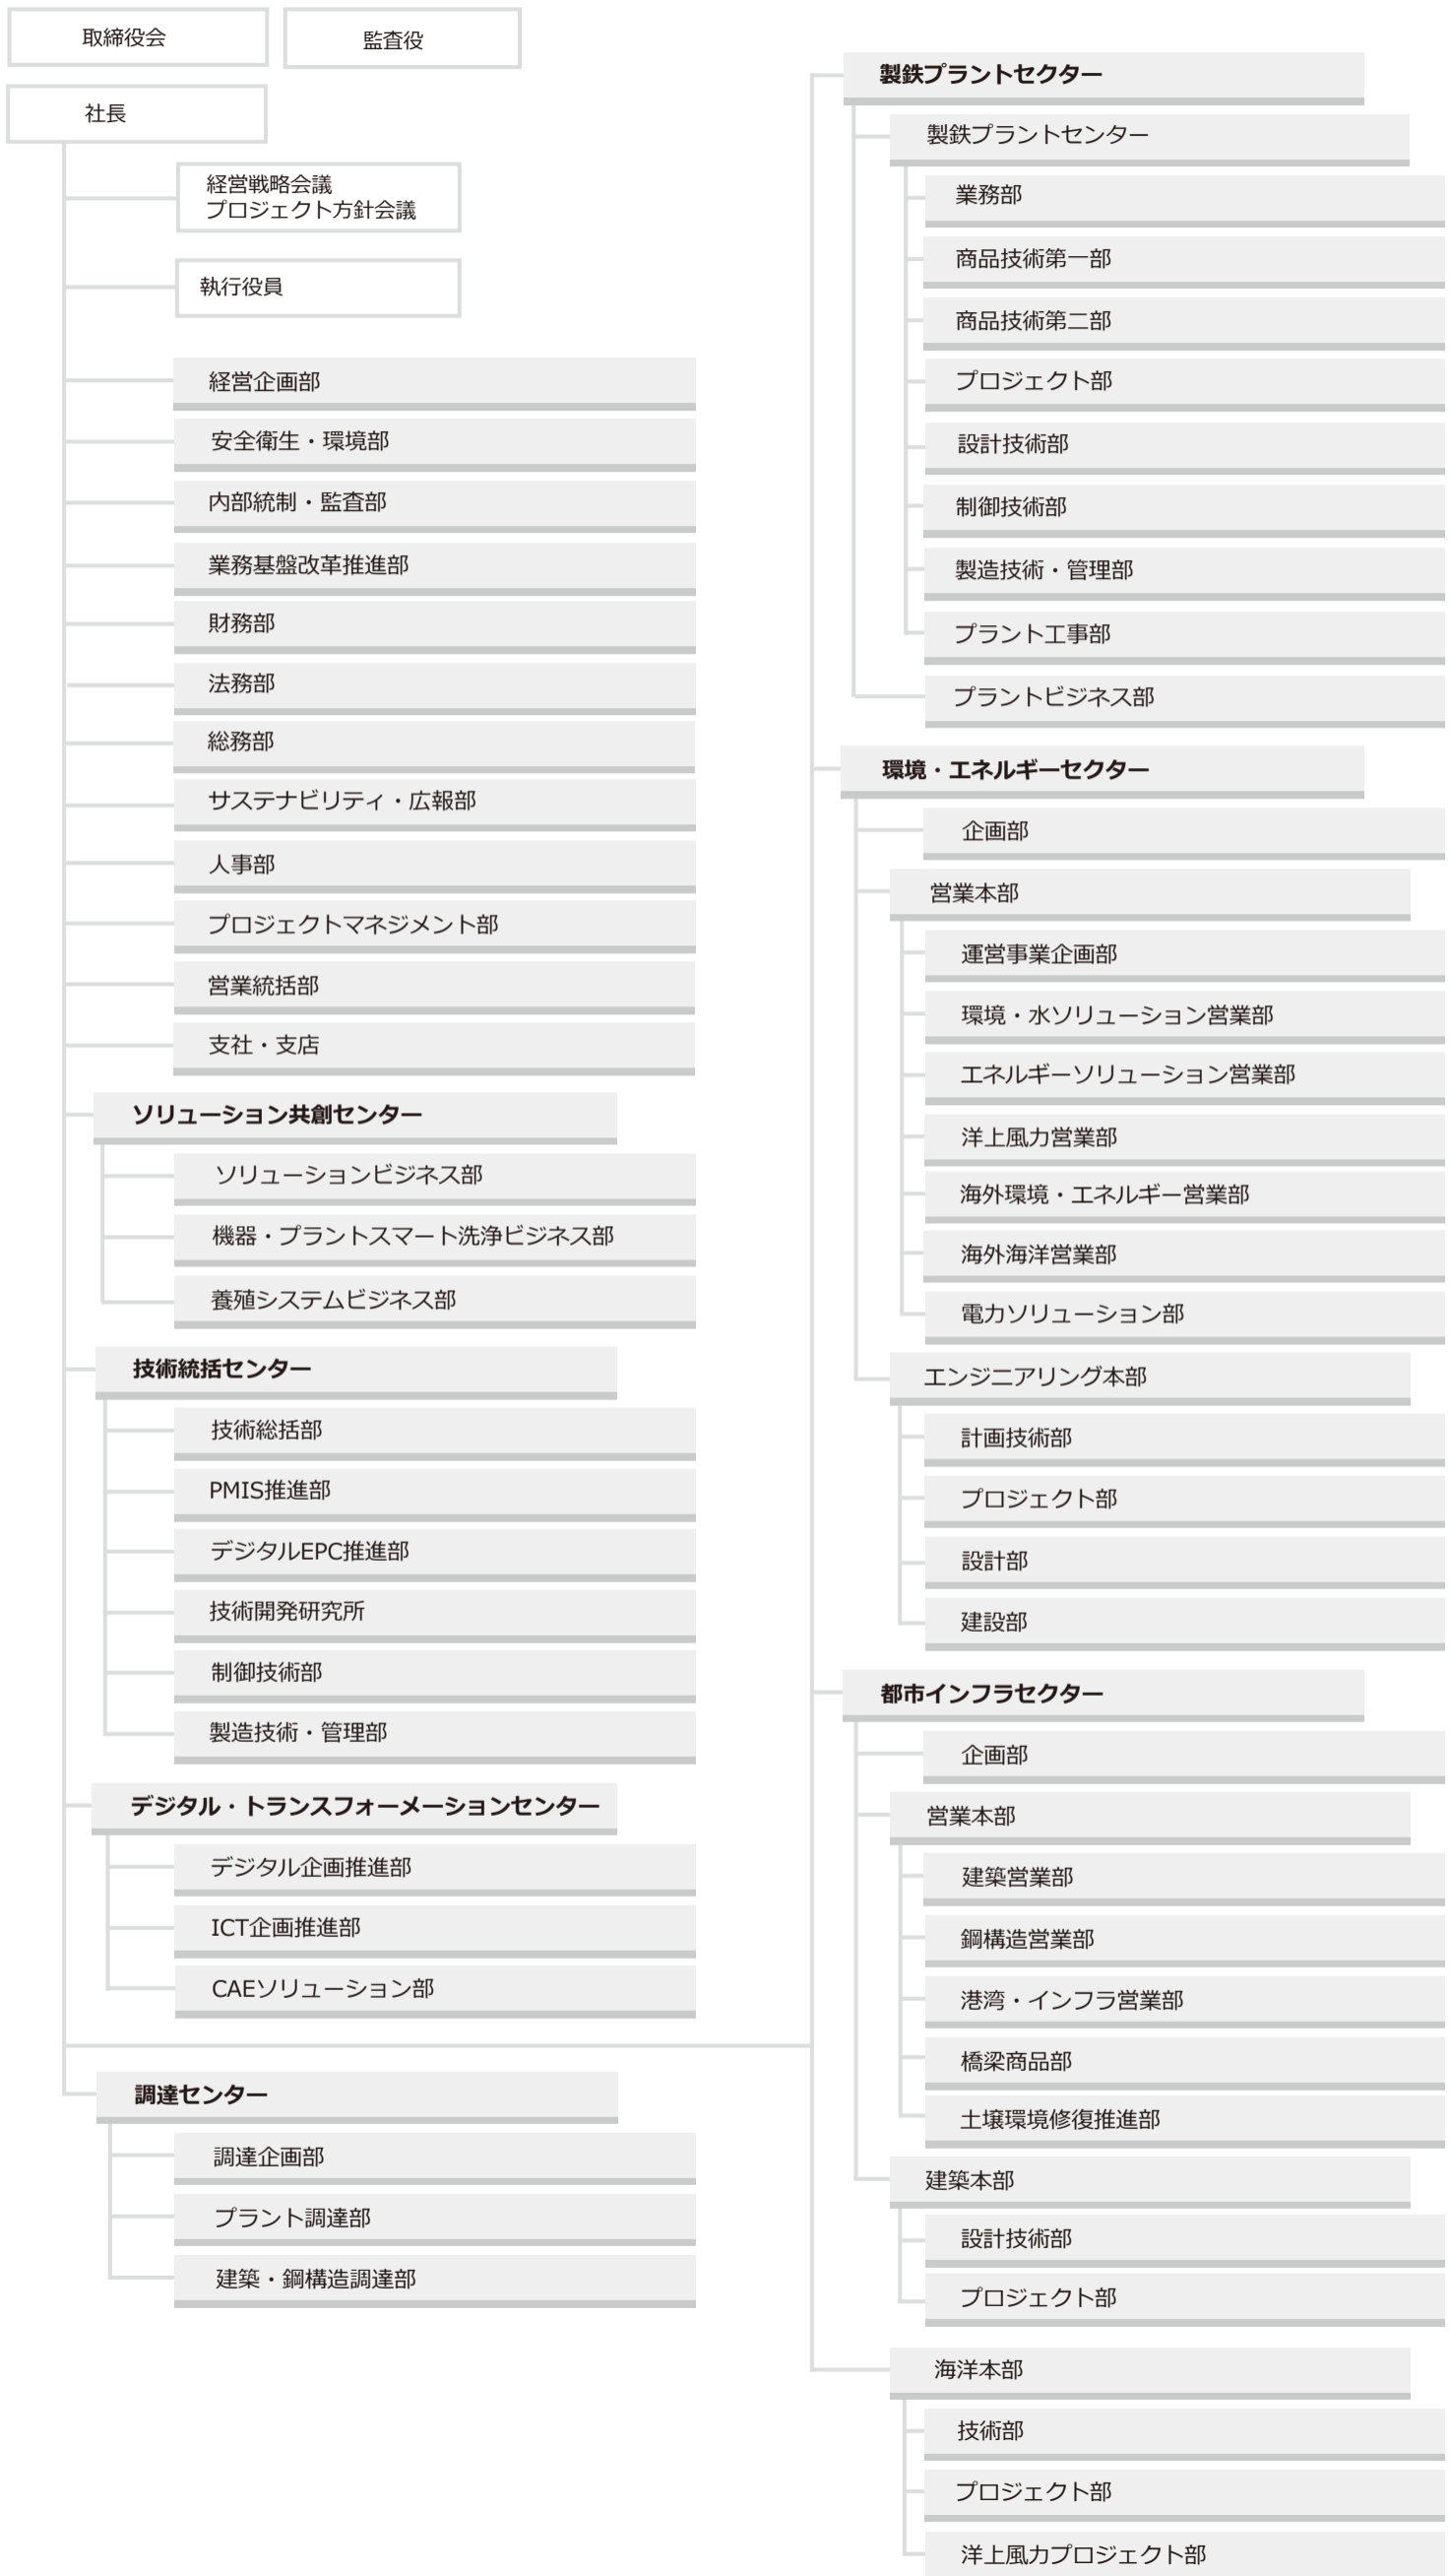 取締役会
監査役
社長
経営戦略会議
プロジェクト方針会議
執行役員
経営企画部
安全衛生・環境部
内部統制・監査部
業務基盤改革推進部
財務部
法務部
総務部
サステナビリティ・広報部
人事部
プロジェクトマネジメント部
営業統括部
支社・支店
ソリューション共創センター
ソリューションビジネス部
機器・プラントスマート洗浄ビジネス部
養殖システムビジネス部
技術統括センター
技術総括部
PMIS推進部
デジタルEPC推進部
技術開発研究所
制御技術部
製造技術・管理部
デジタル・トランスフォーメーションセンター
デジタル企画推進部
ICT企画推進部
CAEソリューション部
調達センター
調達企画部
プラント調達部
建築・鋼構造調達部
製鉄プラントセクター
製鉄プラントセンター
業務部
商品技術第一部
商品技術第二部
プロジェクト部
設計技術部
制御技術部
製造技術・管理部
プラント工事部
プラントビジネス部
環境・エネルギーセクター
企画部
営業本部
運営事業企画部
環境・水ソリューション営業部
エネルギーソリューション営業部
洋上風力営業部
海外環境・エネルギー営業部
海外海洋営業部
電力ソリューション部
エンジニアリング本部
計画技術部
プロジェクト部
設計部
建設部
都市インフラセクター
企画部
営業本部
建築営業部
鋼構造営業部
港湾・インフラ営業部
橋梁商品部
土壌環境修復推進部
建築本部
設計技術部
プロジェクト部
海洋本部
技術部
プロジェクト部
洋上風力プロジェクト部